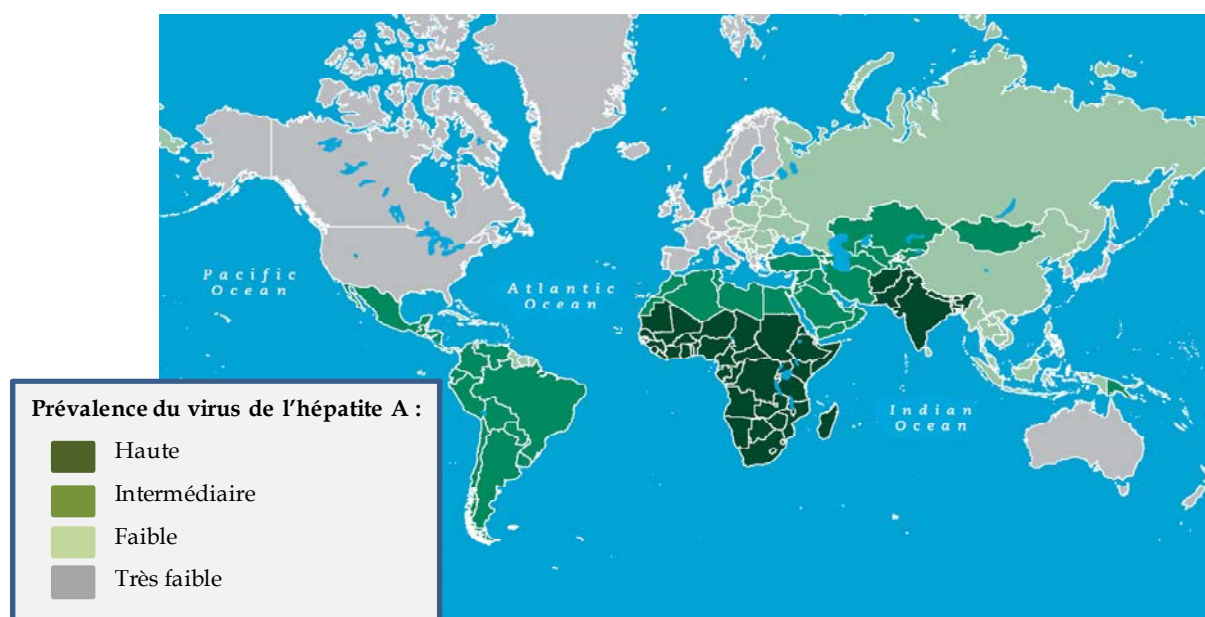 Pacific
Ocean
Atlantic
Ocean
Indian
Ocean
Prévalence du virus de l’hépatite A :
Haute
Intermédiaire
Faible
Très faible